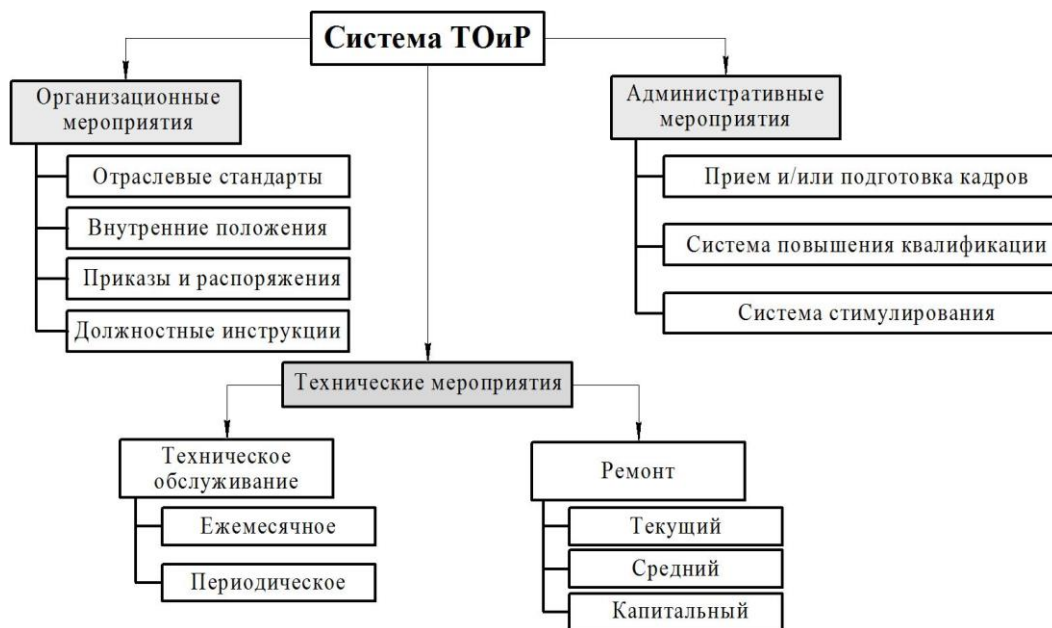 Система ТОиР
Организационные
мероприятия
Отраслевые стандарты
Внутренние положения
Приказы и распоряжения
Должностные инструкции
Административные
мероприятия
Прием и/или подготовка кадров
Система повышения квалификации
Система стимулирования
Технические мероприятия
Техническое
обслуживание
Ежемесячное
Периодическое
Ремонт
Текущий
Средний
Капитальный